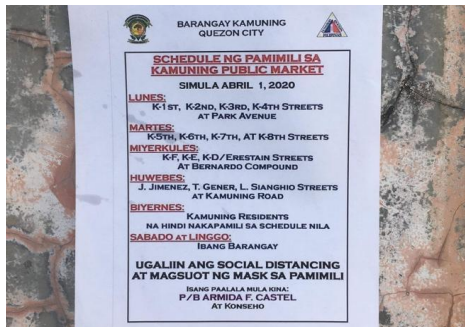 BARANGAY KAMUNING
QUEZON CITY
SCHEDULE NG PAMIMILI SA
KAMUNING PUBLIC MARKET
SIMULA ABRIL 1, 2020
LUNES:
K-1ST, K-2ND, K-3RD, K-4TH STREETS
AT PARK AVENUE
MARTES:
K-5TH, K-6TH, K-7TH, AT K-8TH STREETS
MIYERKULES:
K-F, K-E, K-D/ERESTAIN STREETS
AT BERNARDO COMPOUND
HUWEBES:
J. JIMENEZ, T. GENER, L. SIANGHIO STREETS
AT KAMUNING ROAD
BIYERNES:
KAMUNING RESIDENTS
NA HINDI NAKAPAMILI SA SCHEDULE NILA
SABADO AT LINGGO:
IBANG BARANGAY
UGALIIN ANG SOCIAL DISTANCING
AT MAGSUOT NG MASK SA PAMIMILI
ISANG PAALALA MULA KINA:
P/B ARMIDA F. CASTEL
AT KONSEHO